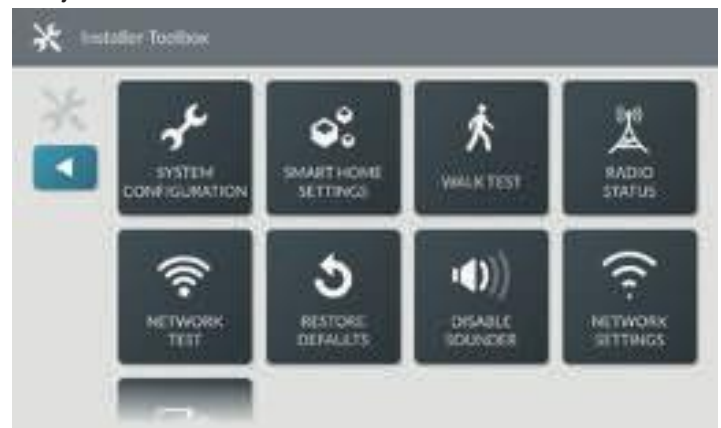 Installer Toolbox
SYSTEM
CONFIGURATION
SMART HOME
SETTINGS
WALK TEST
RADIO
STATUS
NETWORK
TEST
RESTORE
DEFAULTS
DISABLE
SOUNDER
NETWORK
SETTINGS